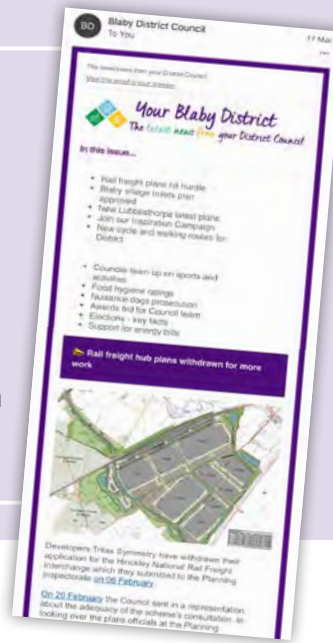 BD
Blaby District Council
To You
17 Mar
The latest news from your District Council
View this email in your browser
Your Blaby District
The latest news from your District Council
In this issue...
• Rail freight plans hit hurdle
• Blaby village toilets plan
approved
• New Lubbesthorpe latest plans
• Join our Inspiration Campaign
• New cycle and walking routes for
District
• Councils team up on sports and
activities
• Food hygiene ratings
• Nuisance dogs prosecution
• Awards bid for Council team
• Elections - key facts
• Support for energy bills
Rail freight hub plans withdrawn for more
work
Developers Tritax Symmetry have withdrawn their
application for the Hinckley National Rail Freight
Interchange which they submitted to the Planning
Inspectorate on 06 February.
On 20 February the Council sent in a representation
about the adequacy of the scheme's consultation. In
looking over the plans officials at the Planning